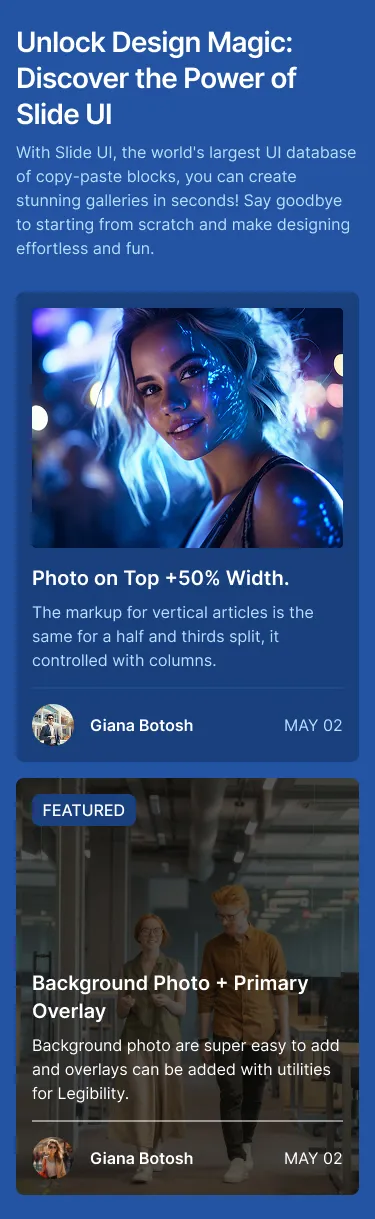 Unlock Design Magic:
Discover the Power of
Slide UI
With Slide UI, the world's largest UI database
of copy-paste blocks, you can create
stunning galleries in seconds! Say goodbye
to starting from scratch and make designing
effortless and fun.
Photo on Top +50% Width.
The markup for vertical articles is the
same for a half and thirds split, it
controlled with columns.
Giana Botosh MAY 02
FEATURED
Background Photo + Primary
Overlay
Background photo are super easy to add
and overlays can be added with utilities
for Legibility.
Giana Botosh MAY 02